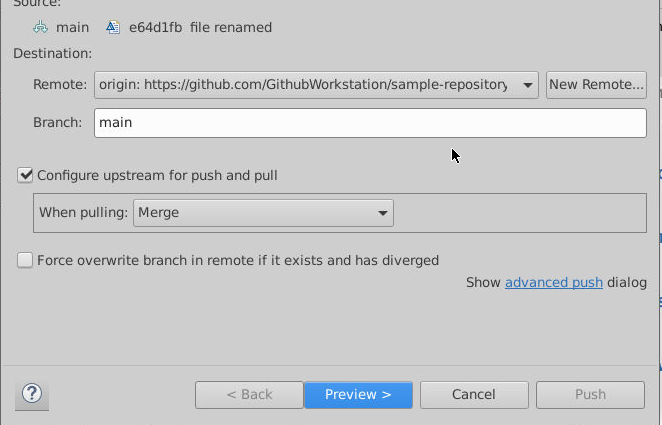 Source:
main e64d1fb file renamed
Destination:
Remote: origin: https://github.com/GithubWorkstation/sample-repository New Remote...
Branch: main
Configure upstream for push and pull
When pulling: Merge
Force overwrite branch in remote if it exists and has diverged
Show advanced push dialog
? < Back Preview > Cancel Push